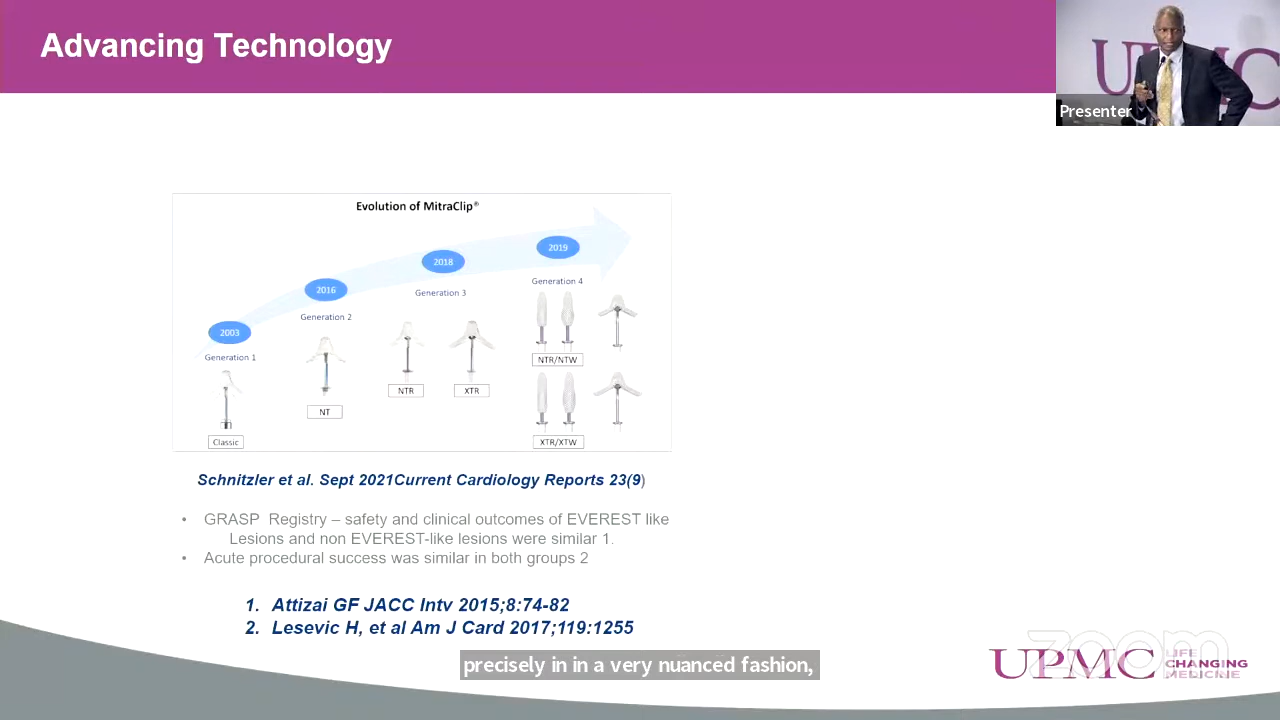 Advancing Technology
UPMC
Presenter
Evolution of MitraClip®
2019
2018
Generation 4
2016
Generation 3
Generation 2
2003
Generation 1
NTR/NTW
NTR
XTR
NT
Classic
XTR/XTW
Schnitzler et al. Sept 2021Current Cardiology Reports 23(9)
• GRASP Registry – safety and clinical outcomes of EVEREST like
Lesions and non EVEREST-like lesions were similar 1.
• Acute procedural success was similar in both groups 2
1. Attizai GF JACC Intv 2015;8:74-82
2. Lesevic H, et al Am J Card 2017;119:1255
precisely in in a very nuanced fashion,
zoom
UPMC LIFE
CHANGING
MEDICINE